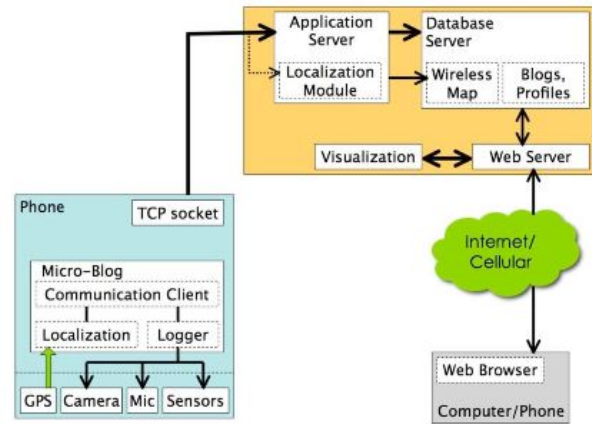 Application
Server
Localization
Module
Database
Server
Wireless
Map
Blogs,
Profiles
Visualization
Web Server
Phone
TCP socket
Micro-Blog
Communication Client
Localization
Logger
GPS
Camera
Mic
Sensors
Internet/
Cellular
Web Browser
Computer/Phone